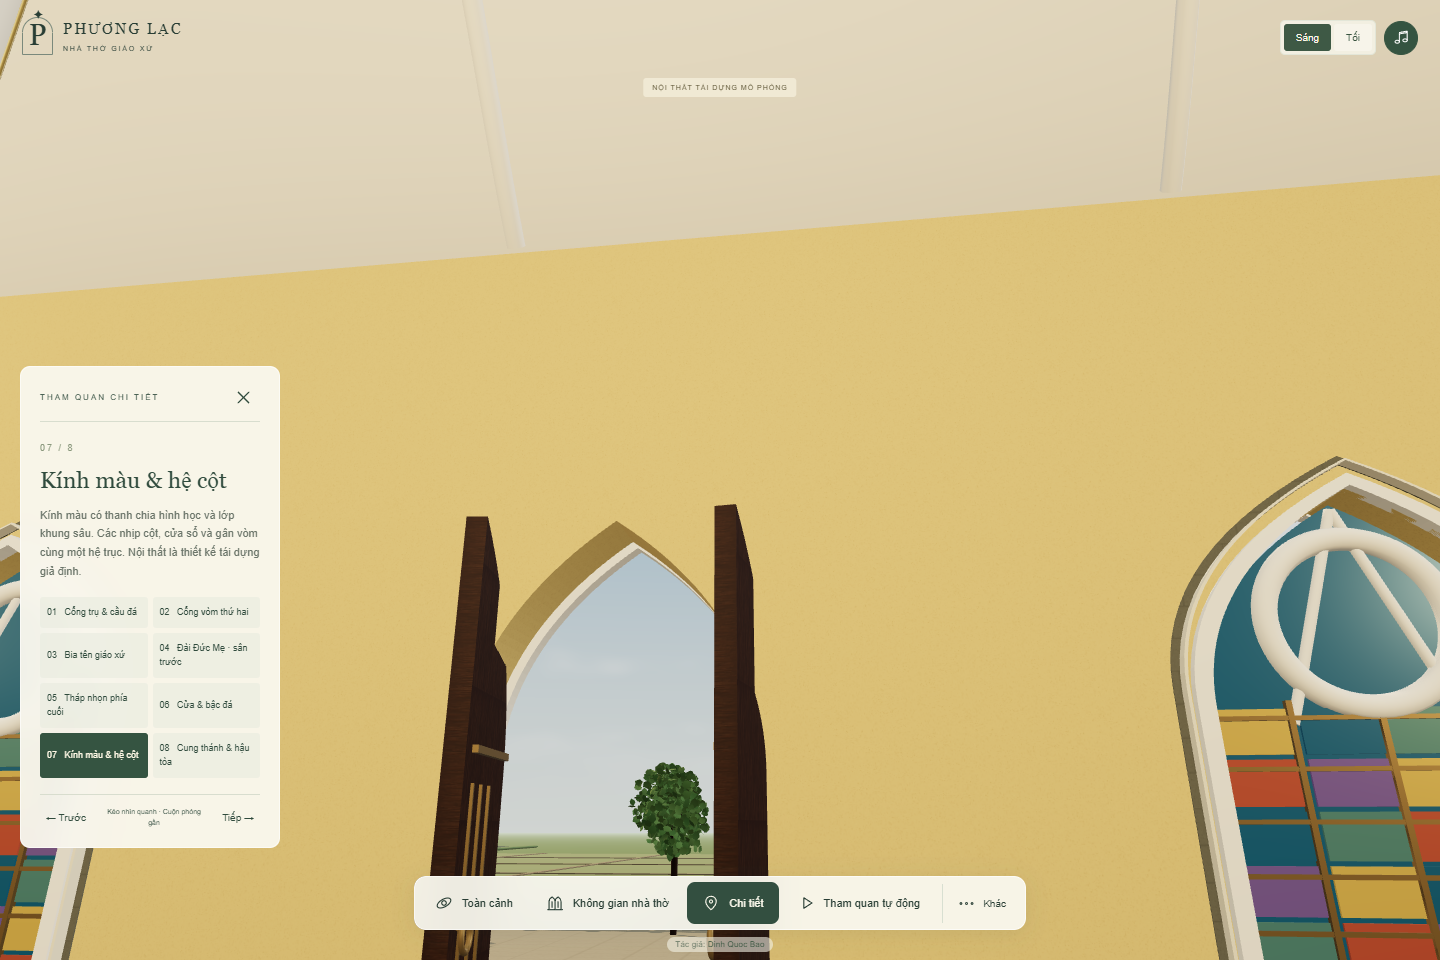 P
PHƯƠNG LẠC
NHÀ THỜ GIÁO XỨ
Sáng
Tối
NỘI THẤT TÁI DỰNG MÔ PHỎNG
THAM QUAN CHI TIẾT
07 / 8
Kính màu & hệ cột
Kính màu có thanh chia hình học và lớp
khung sâu. Các nhịp cột, cửa sổ và gân vòm
cùng một hệ trục. Nội thất là thiết kế tái dựng
giả định.
01 Cổng trụ & cầu đá
02 Cổng vòm thứ hai
03 Bia tên giáo xứ
04 Đài Đức Mẹ · sân
trước
05 Tháp nhọn phía
cuối
06 Cửa & bậc đá
07 Kính màu & hệ cột
08 Cung thánh & hậu
tòa
← Trước
Kéo nhìn quanh · Cuộn phóng
gần
Tiếp →
Toàn cảnh
Không gian nhà thờ
Chi tiết
Tham quan tự động
Khác
Tác giả: Dinh Quoc Bao